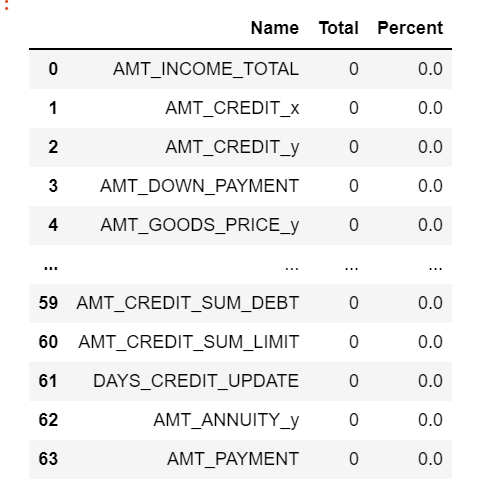 :
Name Total Percent
0 AMT_INCOME_TOTAL 0 0.0
1 AMT_CREDIT_x 0 0.0
2 AMT_CREDIT_y 0 0.0
3 AMT_DOWN_PAYMENT 0 0.0
4 AMT_GOODS_PRICE_y 0 0.0
... ... ... ...
59 AMT_CREDIT_SUM_DEBT 0 0.0
60 AMT_CREDIT_SUM_LIMIT 0 0.0
61 DAYS_CREDIT_UPDATE 0 0.0
62 AMT_ANNUITY_y 0 0.0
63 AMT_PAYMENT 0 0.0